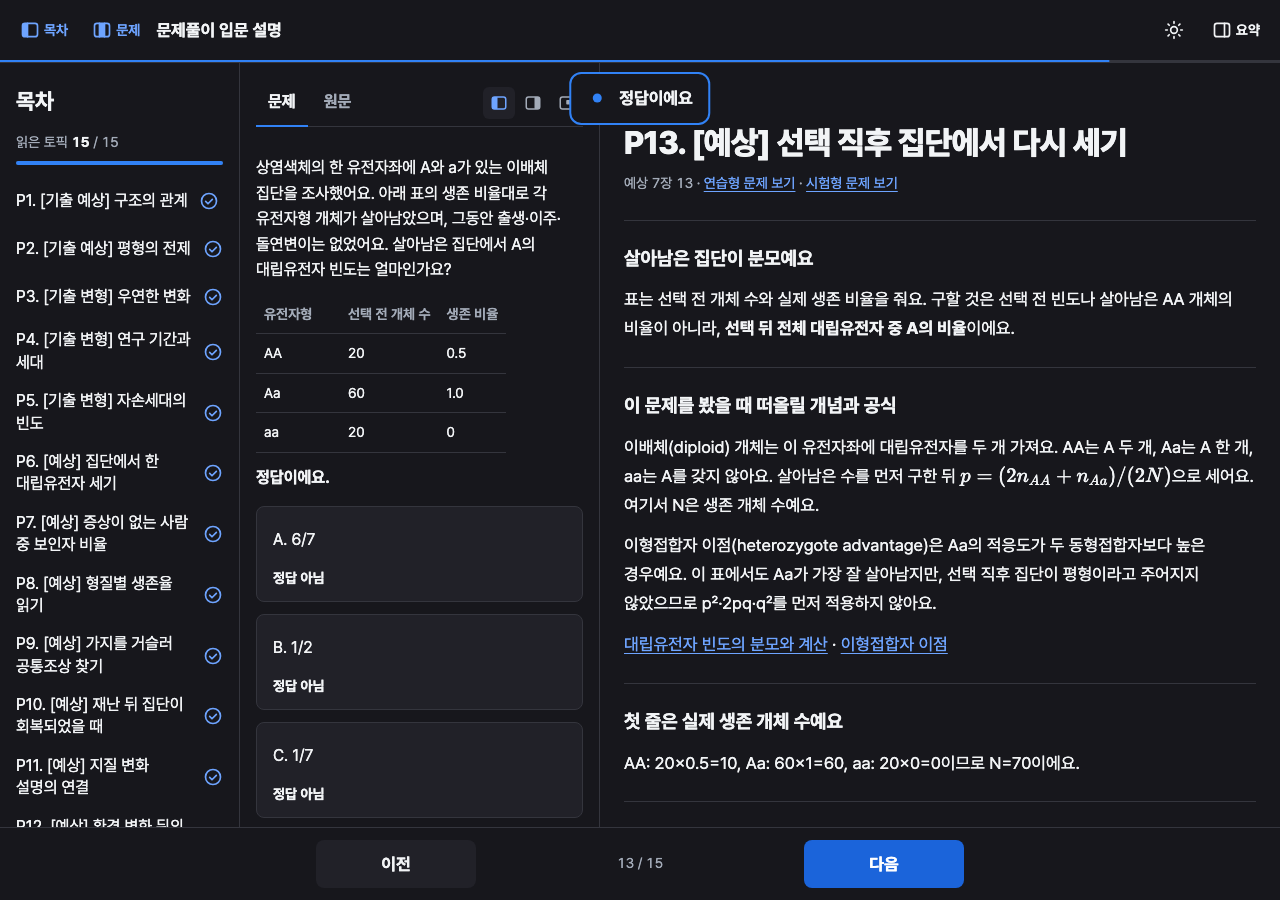 목차
문제
문제풀이 입문 설명
요약
목차
읽은 토픽 15 / 15
P1. [기출 예상] 구조의 관계
P2. [기출 예상] 평형의 전제
P3. [기출 변형] 우연한 변화
P4. [기출 변형] 연구 기간과
세대
P5. [기출 변형] 자손세대의
빈도
P6. [예상] 집단에서 한
대립유전자 세기
P7. [예상] 증상이 없는 사람
중 보인자 비율
P8. [예상] 형질별 생존율
읽기
P9. [예상] 가지를 거슬러
공통조상 찾기
P10. [예상] 재난 뒤 집단이
회복되었을 때
P11. [예상] 지질 변화
설명의 연결
P12. [예상] 환경 변화 뒤의
문제
원문
정답이에요
상염색체의 한 유전자좌에 A와 a가 있는 이배체
집단을 조사했어요. 아래 표의 생존 비율대로 각
유전자형 개체가 살아남았으며, 그동안 출생·이주·
돌연변이는 없었어요. 살아남은 집단에서 A의
대립유전자 빈도는 얼마인가요?
유전자형 선택 전 개체 수 생존 비율
AA 20 0.5
Aa 60 1.0
aa 20 0
정답이에요.
A. 6/7
정답 아님
B. 1/2
정답 아님
C. 1/7
정답 아님
P13. [예상] 선택 직후 집단에서 다시 세기
예상 7장 13 · 연습형 문제 보기 · 시험형 문제 보기
살아남은 집단이 분모예요
표는 선택 전 개체 수와 실제 생존 비율을 줘요. 구할 것은 선택 전 빈도나 살아남은 AA 개체의
비율이 아니라, 선택 뒤 전체 대립유전자 중 A의 비율이에요.
이 문제를 봤을 때 떠올릴 개념과 공식
이배체(diploid) 개체는 이 유전자좌에 대립유전자를 두 개 가져요. AA는 A 두 개, Aa는 A 한 개,
aa는 A를 갖지 않아요. 살아남은 수를 먼저 구한 뒤 p = (2n_AA + n_Aa)/(2N)으로 세어요.
여기서 N은 생존 개체 수예요.
이형접합자 이점(heterozygote advantage)은 Aa의 적응도가 두 동형접합자보다 높은
경우예요. 이 표에서도 Aa가 가장 잘 살아남지만, 선택 직후 집단이 평형이라고 주어지지
않았으므로 p²·2pq·q²를 먼저 적용하지 않아요.
대립유전자 빈도의 분모와 계산 · 이형접합자 이점
첫 줄은 실제 생존 개체 수예요
AA: 20×0.5=10, Aa: 60×1=60, aa: 20×0=0이므로 N=70이에요.
이전
13 / 15
다음